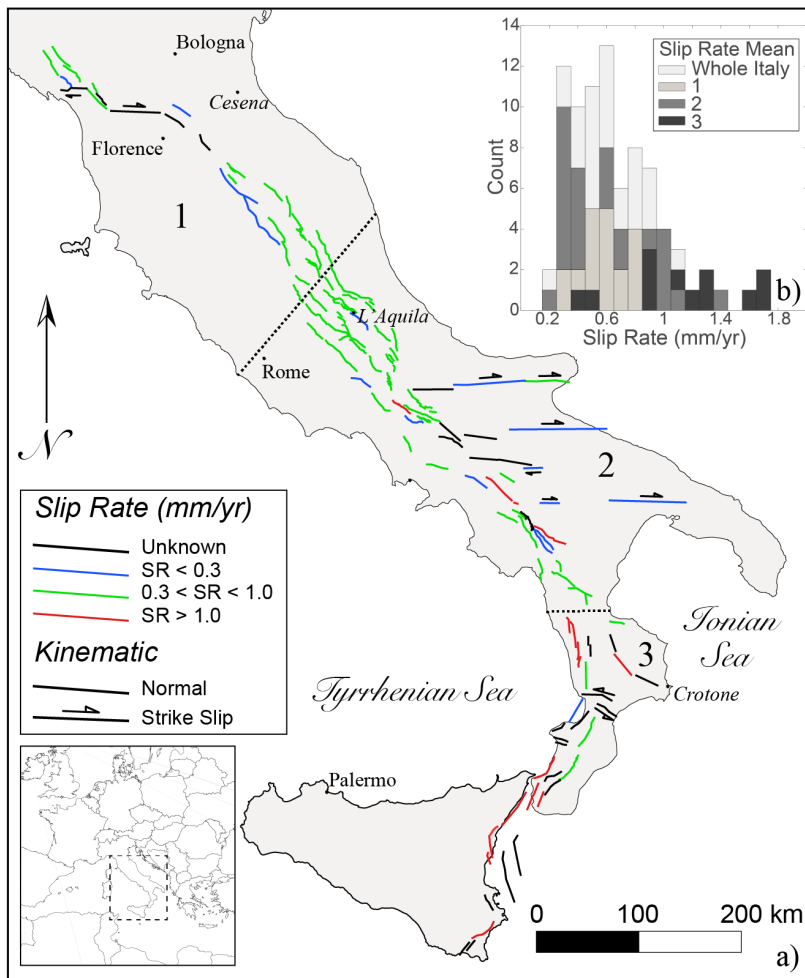 Bologna
Cesena
Florence
1
L'Aquila
Rome
N
2
3
Ionian
Sea
Crotone
Tyrrhenian Sea
Palermo
14
12
10
8
6
4
2
0
Count
0.2
0.6
1.0
1.4
1.8
Slip Rate (mm/yr)
Slip Rate Mean
Whole Italy
1
2
3
b)
Slip Rate (mm/yr)
Unknown
SR < 0.3
0.3 < SR < 1.0
SR > 1.0
Kinematic
Normal
Strike Slip
0
100
200 km
a)